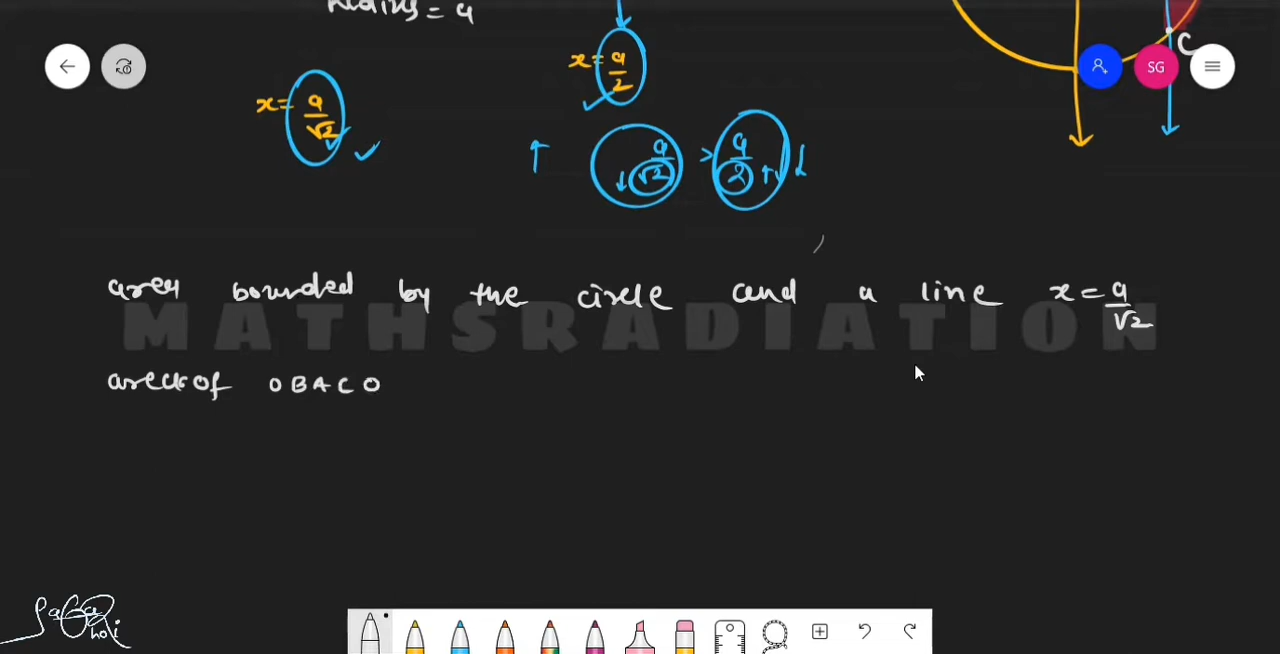 radius = a
C
SG
x = a/2
x = a/√2
↑ a/√2 > a/2 ↓
area bounded by the circle and a line x = a/√2
MATHSRADIATION
area of OBACO